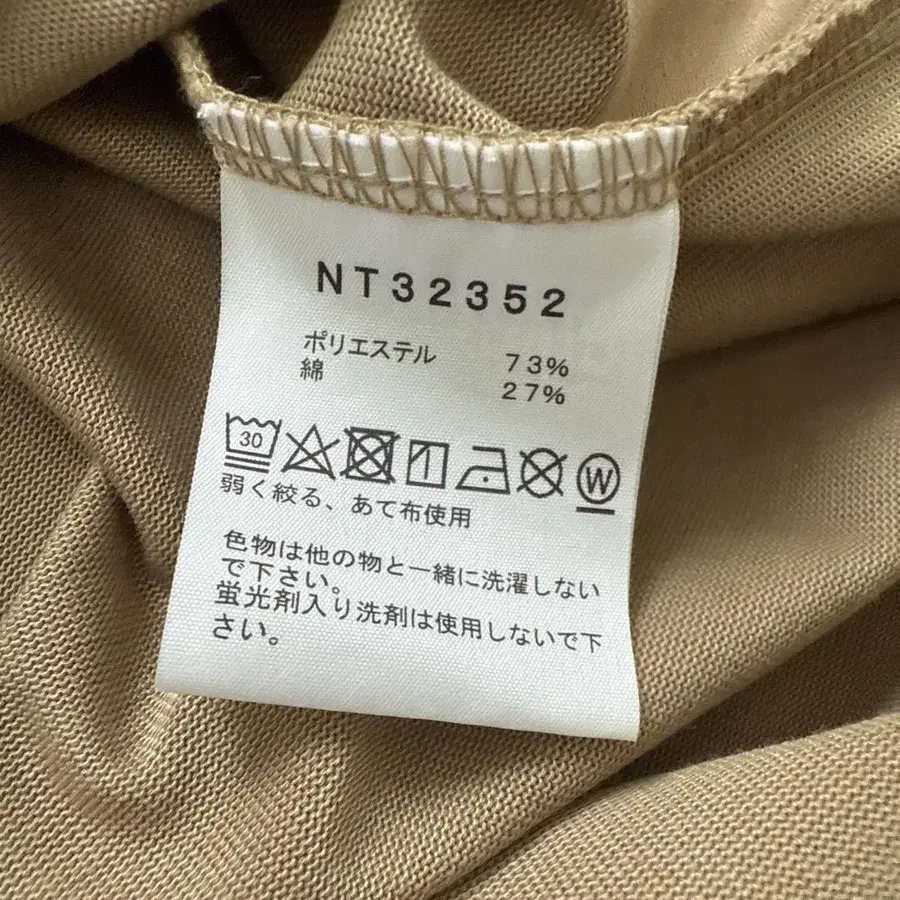 NT32352
ポリエステル 73%
綿 27%
30 W
弱く絞る、あて布使用
色物は他の物と一緒に洗濯しない
で下さい。
蛍光剤入り洗剤は使用しないで下
さい。